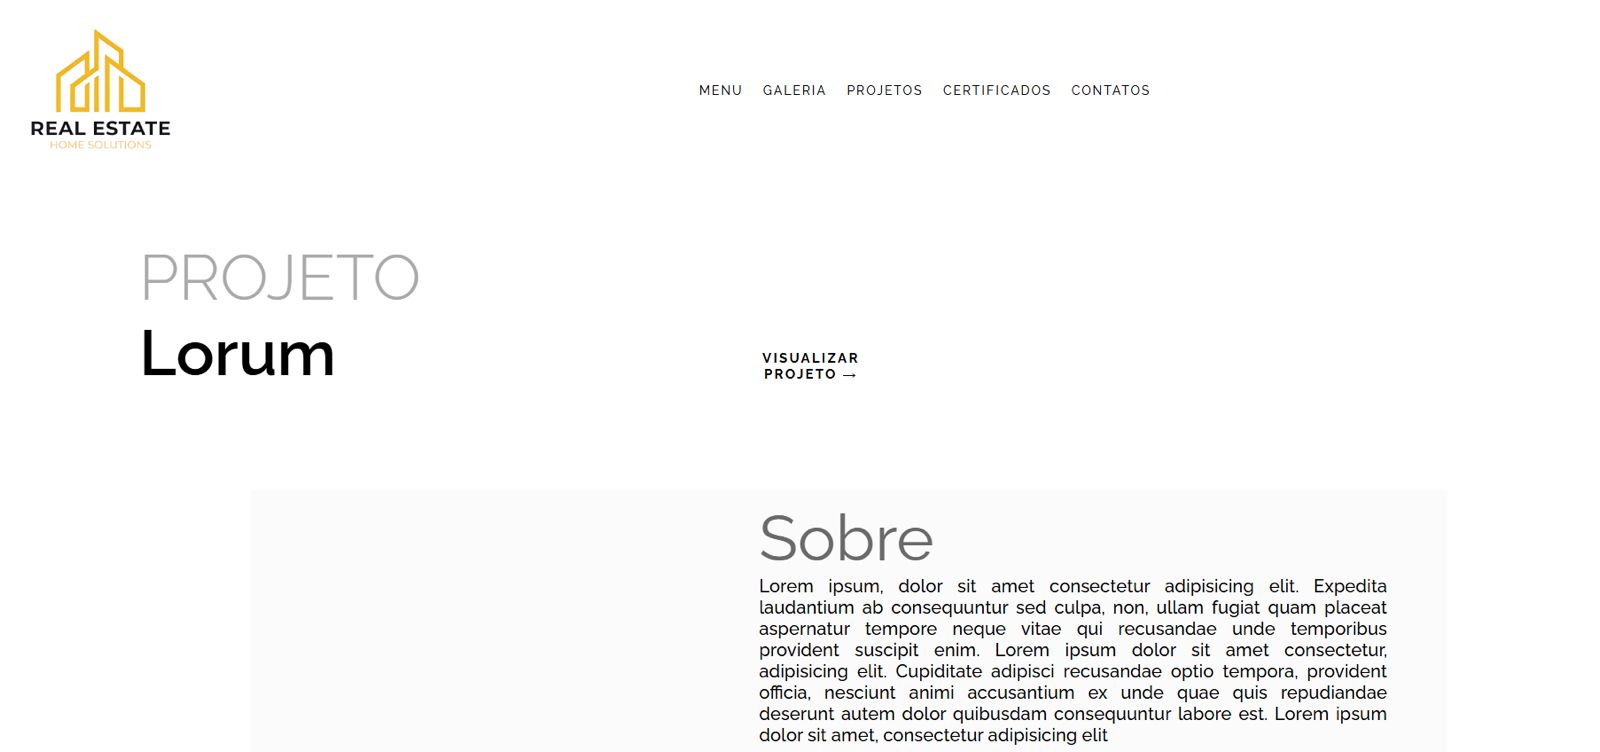 REAL ESTATE
HOME SOLUTIONS
MENU GALERIA PROJETOS CERTIFICADOS CONTATOS
PROJETO
Lorum
VISUALIZAR
PROJETO →
Sobre
Lorem ipsum, dolor sit amet consectetur adipisicing elit. Expedita
laudantium ab consequuntur sed culpa, non, ullam fugiat quam placeat
aspernatur tempore neque vitae qui recusandae unde temporibus
provident suscipit enim. Lorem ipsum dolor sit amet consectetur,
adipisicing elit. Cupiditate adipisci recusandae optio tempora, provident
officia, nesciunt animi accusantium ex unde quae quis repudiandae
deserunt autem dolor quibusdam consequuntur labore est. Lorem ipsum
dolor sit amet, consectetur adipisicing elit